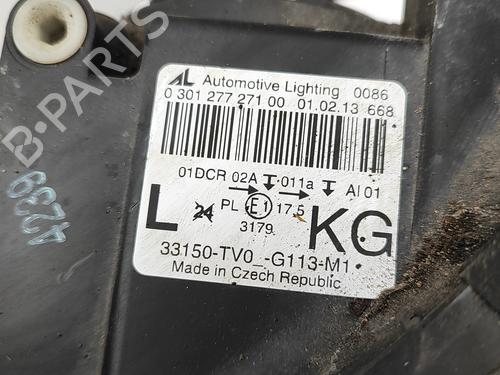 AL Automotive Lighting 0086
0 301 277 271 00 01.02.13 668
01DCR 02A 011a AI 01
L 24 PL E1 17,5 KG
3179
33150-TV0_-G113-M1
Made in Czech Republic
4239
B-PARTS